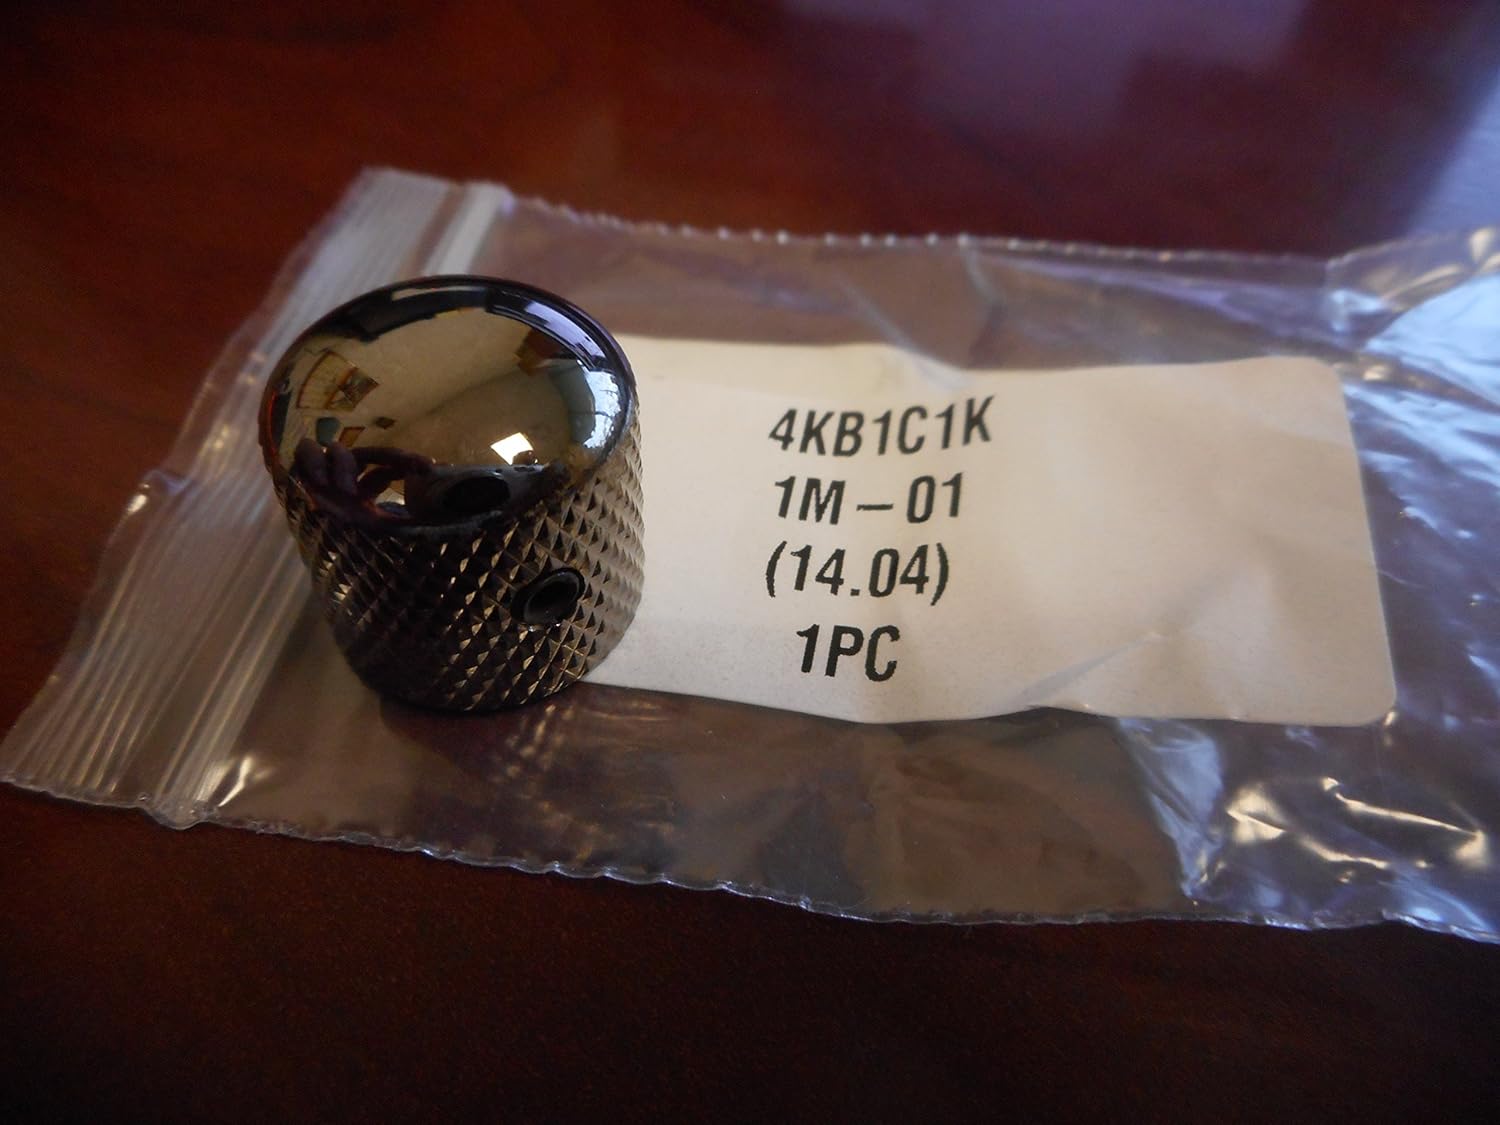 4KB1C1K
1M – 01
(14.04)
1PC